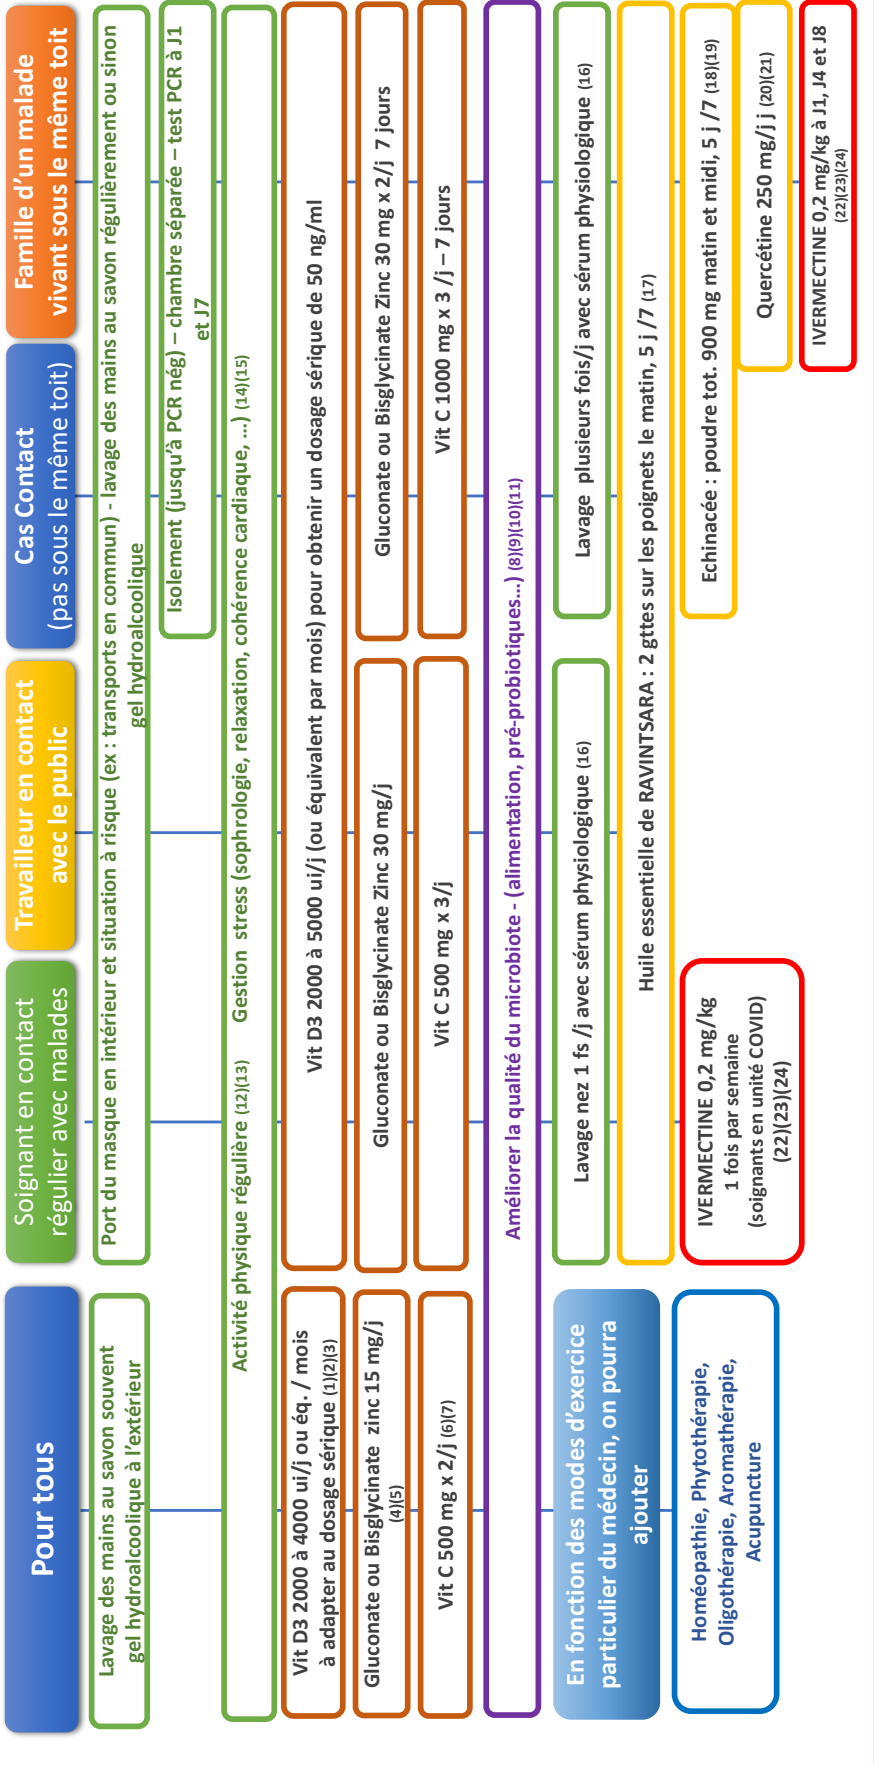 Pour tous
Soignant en contact
régulier avec malades
Travailleur en contact
avec le public
Cas Contact
(pas sous le même toit)
Famille d'un malade
vivant sous le même toit
Lavage des mains au savon souvent
gel hydroalcoolique à l'extérieur
Port du masque en intérieur et situation à risque (ex : transports en commun) - lavage des mains au savon régulièrement ou sinon
gel hydroalcoolique
Isolement (jusqu'à PCR nég) – chambre séparée – test PCR à J1
et J7
Activité physique régulière (12)(13) Gestion stress (sophrologie, relaxation, cohérence cardiaque, ...) (14)(15)
Vit D3 2000 à 4000 ui/j ou éq. / mois
à adapter au dosage sérique (1)(2)(3)
Vit D3 2000 à 5000 ui/j (ou équivalent par mois) pour obtenir un dosage sérique de 50 ng/ml
Gluconate ou Bisglycinate zinc 15 mg/j
(4)(5)
Gluconate ou Bisglycinate Zinc 30 mg/j
Gluconate ou Bisglycinate Zinc 30 mg x 2/j 7 jours
Vit C 500 mg x 2/j (6)(7)
Vit C 500 mg x 3/j
Vit C 1000 mg x 3 /j – 7 jours
Améliorer la qualité du microbiote - (alimentation, pré-probiotiques...) (8)(9)(10)(11)
En fonction des modes d'exercice
particulier du médecin, on pourra
ajouter
Lavage nez 1 fs /j avec sérum physiologique (16)
Lavage plusieurs fois/j avec sérum physiologique (16)
Huile essentielle de RAVINTSARA : 2 gttes sur les poignets le matin, 5 j /7 (17)
Homéopathie, Phytothérapie,
Oligothérapie, Aromathérapie,
Acupuncture
IVERMECTINE 0,2 mg/kg
1 fois par semaine
(soignants en unité COVID)
(22)(23)(24)
Echinacée : poudre tot. 900 mg matin et midi, 5 j /7 (18)(19)
Quercétine 250 mg/j j (20)(21)
IVERMECTINE 0,2 mg/kg à J1, J4 et J8
(22)(23)(24)